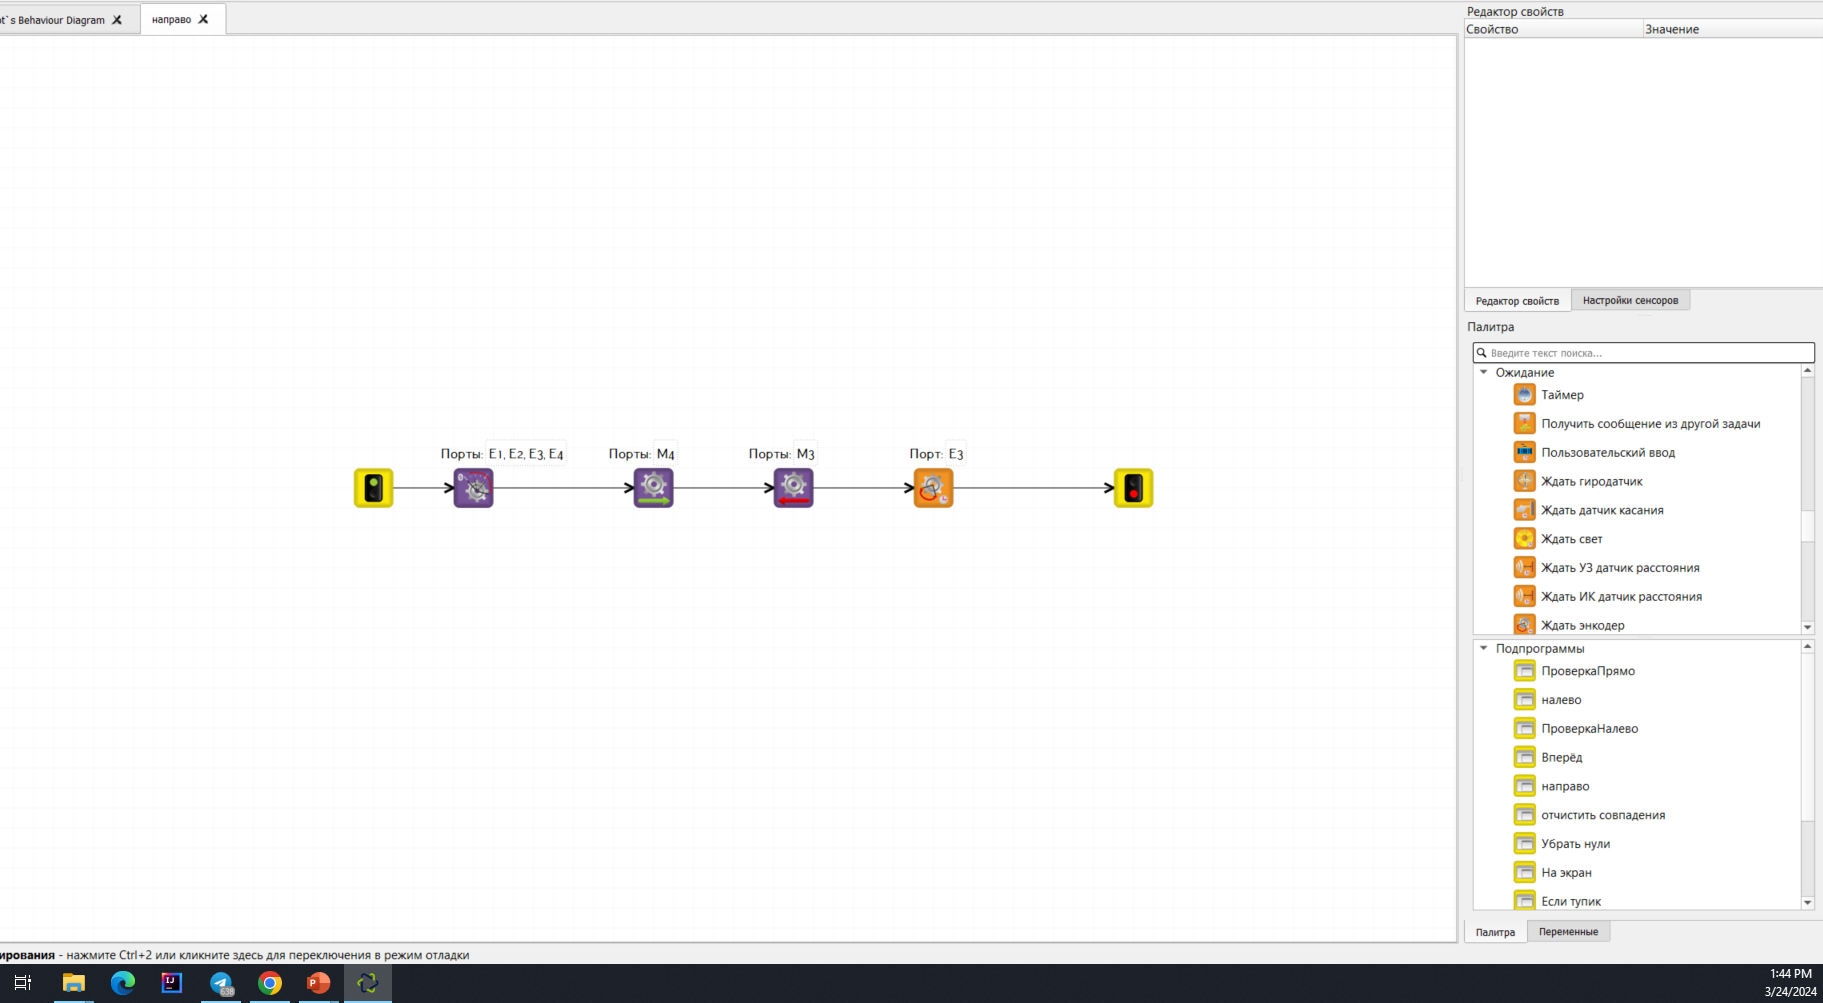 t`s Behaviour Diagram
направо
Порты: E1, E2, E3, E4
Порты: M4
Порты: M3
Порт: E3
Редактор свойств
Свойство Значение
Редактор свойств Настройки сенсоров
Палитра
Введите текст поиска...
Ожидание
Таймер
Получить сообщение из другой задачи
Пользовательский ввод
Ждать гиродатчик
Ждать датчик касания
Ждать свет
Ждать УЗ датчик расстояния
Ждать ИК датчик расстояния
Ждать энкодер
Подпрограммы
ПроверкаПрямо
налево
ПроверкаНалево
Вперёд
направо
отчистить совпадения
Убрать нули
На экран
Если тупик
Палитра Переменные
ирования - нажмите Ctrl+2 или кликните здесь для переключения в режим отладки
638
1:44 PM
3/24/2024